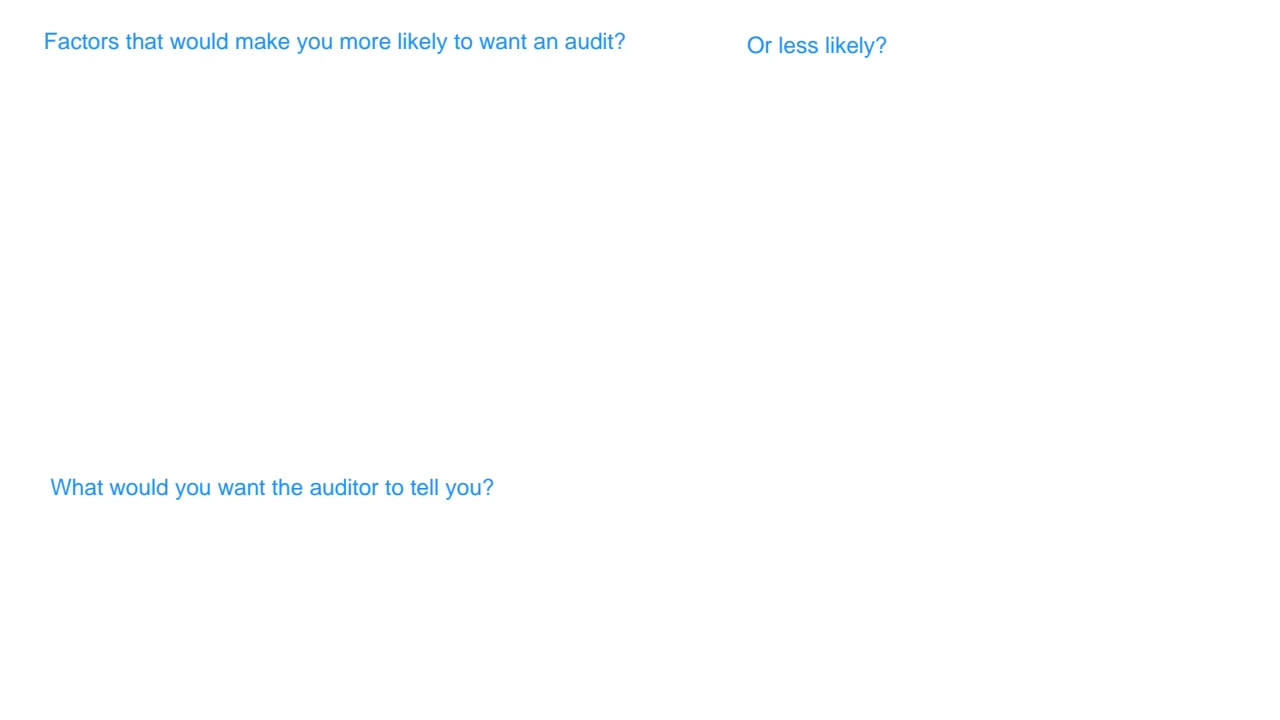 Factors that would make you more likely to want an audit?
Or less likely?
What would you want the auditor to tell you?